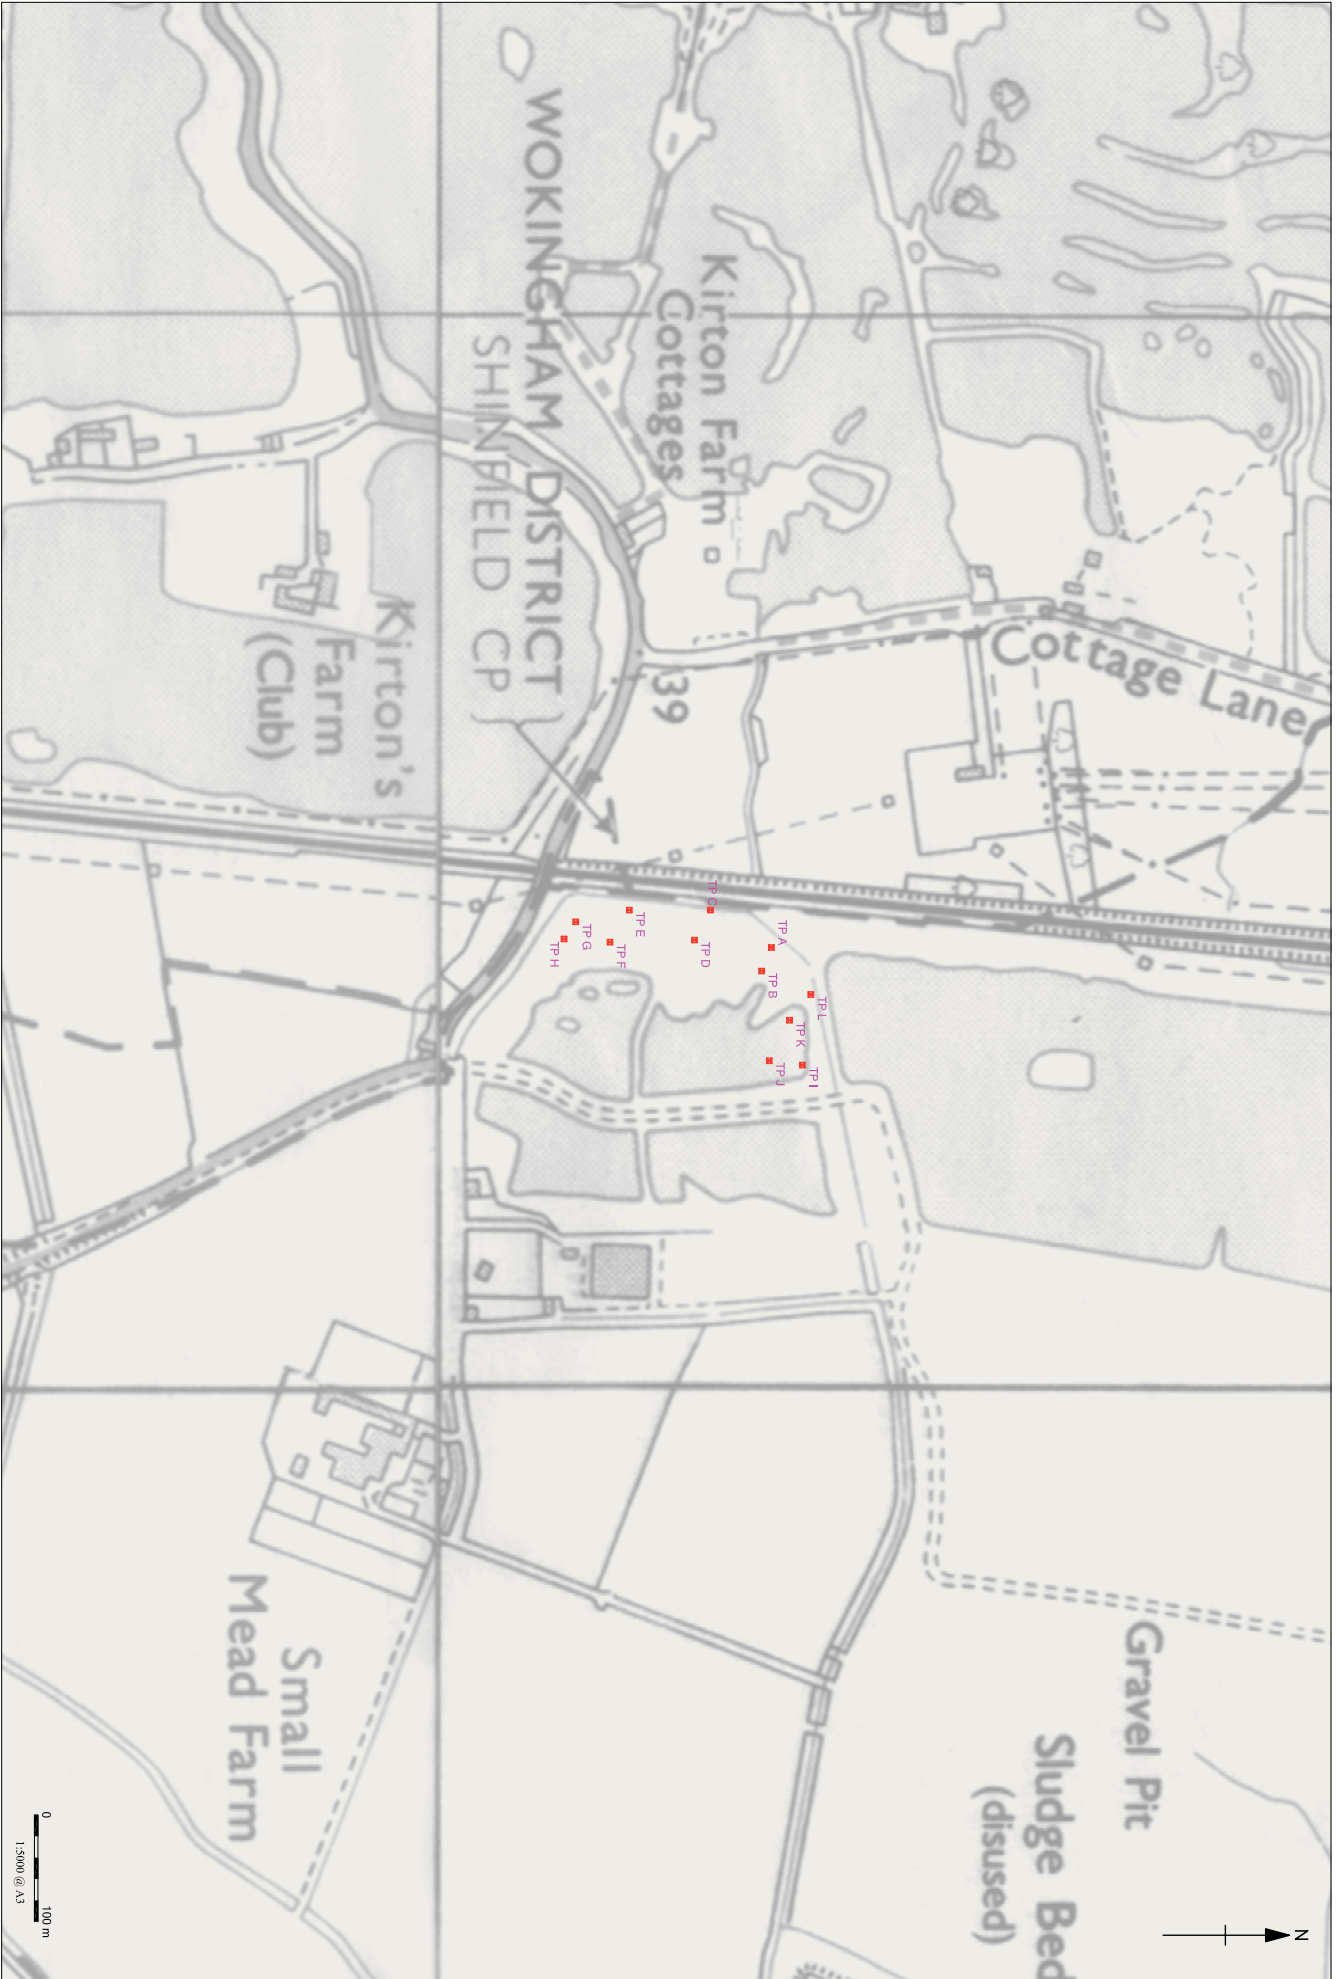 Gravel Pit
Sludge Bed
(disused)
Cottage Lane
Kirton Farm
Cottages
39
WOKINGHAM DISTRICT
SHINFIELD CP
Kirton's
Farm
(Club)
Small
Mead Farm
TP A
TP B
TP C
TP D
TP E
TP F
TP G
TP H
TP I
TP J
TP K
TP L
N
0
100 m
1:5000 @ A3